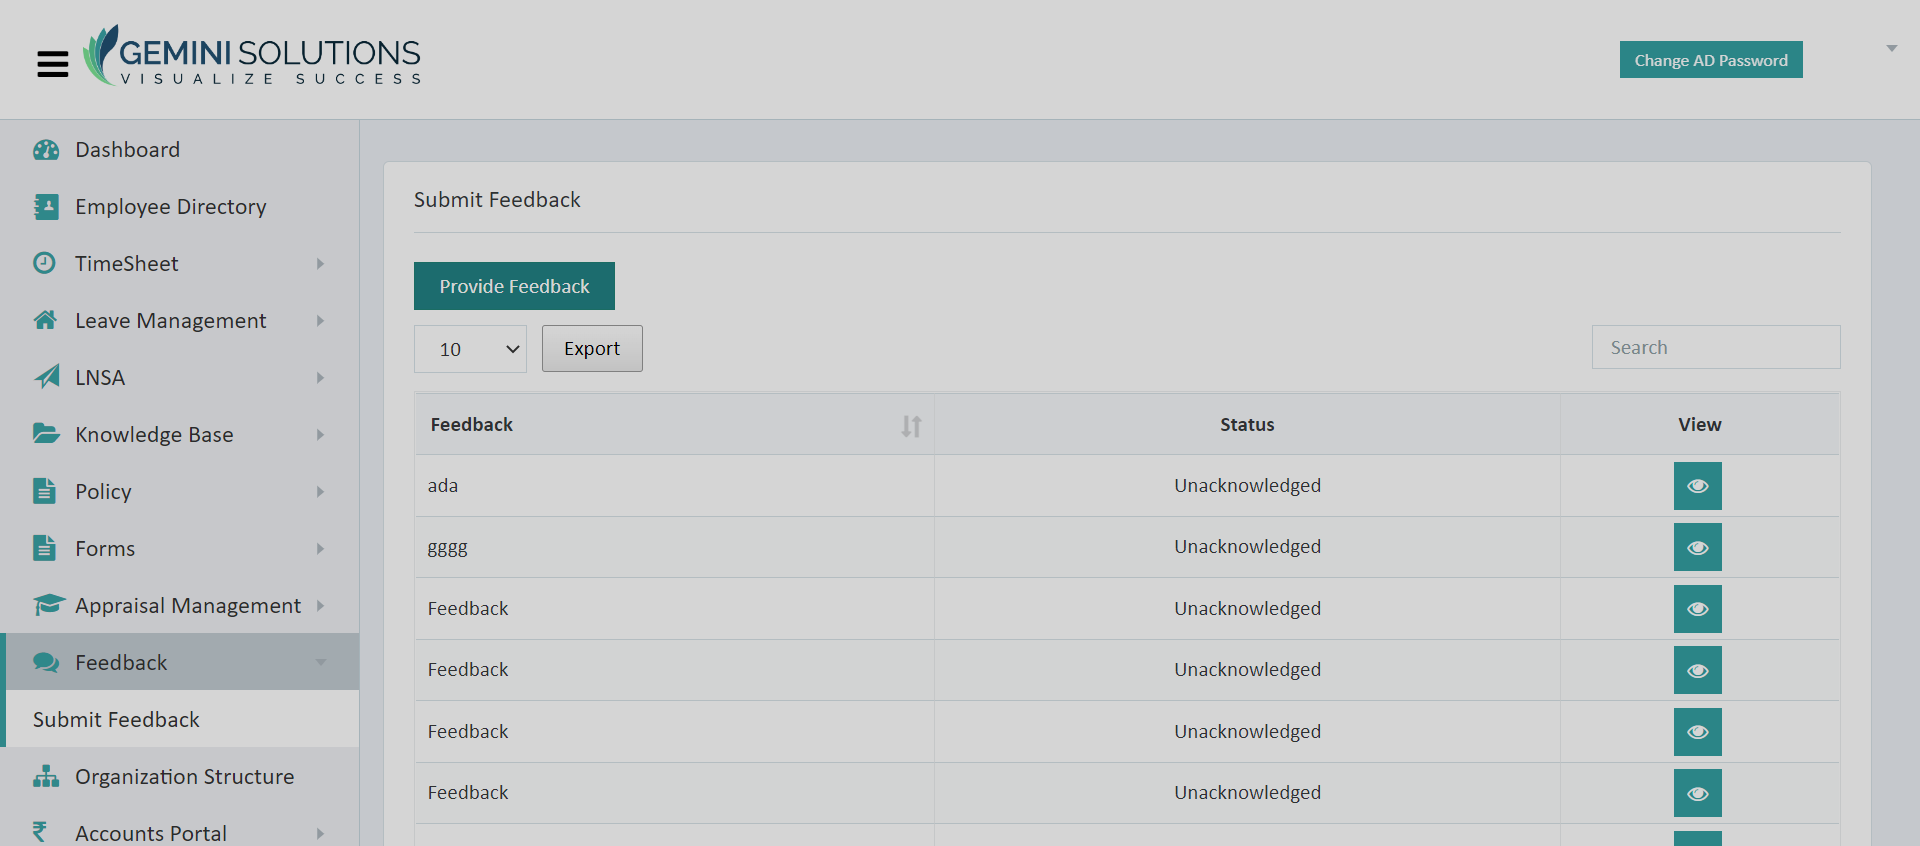 GEMINI SOLUTIONS
VISUALIZE SUCCESS
Change AD Password
Dashboard
Employee Directory
TimeSheet
Leave Management
LNSA
Knowledge Base
Policy
Forms
Appraisal Management
Feedback
Submit Feedback
Organization Structure
₹ Accounts Portal
Submit Feedback
Provide Feedback
10 Export Search
Feedback Status View
ada Unacknowledged
gggg Unacknowledged
Feedback Unacknowledged
Feedback Unacknowledged
Feedback Unacknowledged
Feedback Unacknowledged